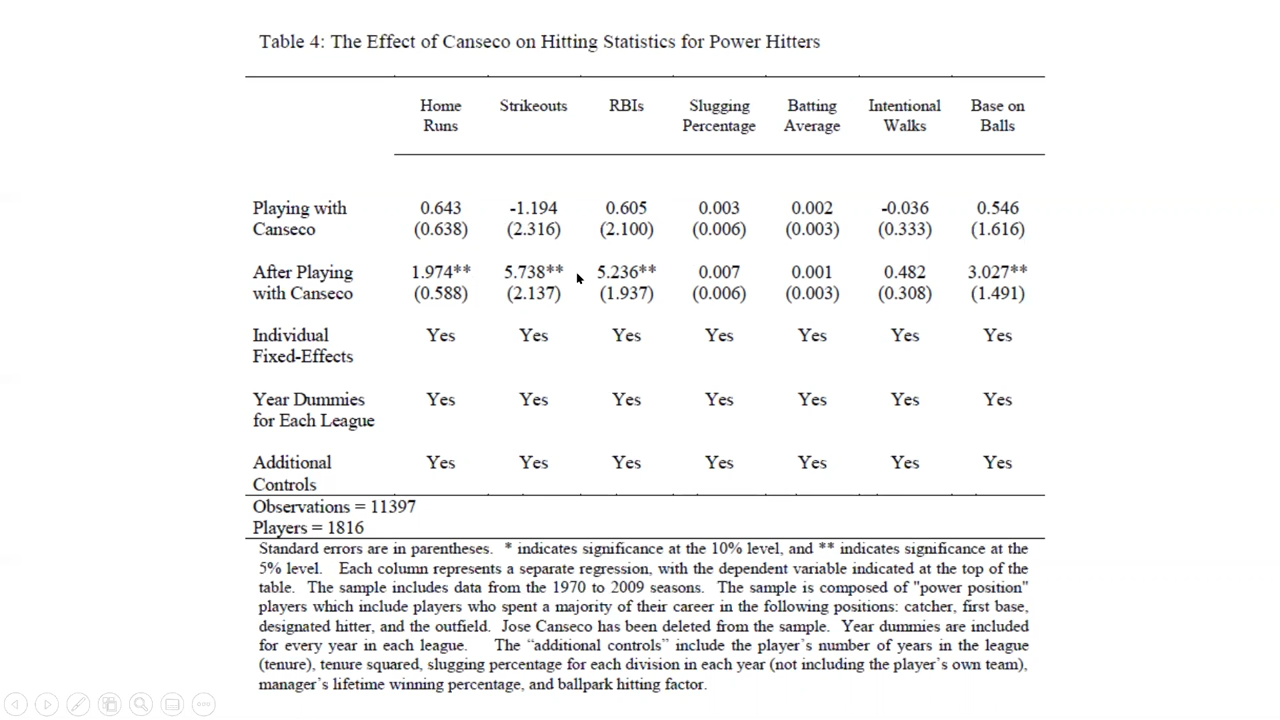 Table 4: The Effect of Canseco on Hitting Statistics for Power Hitters
Home Runs Strikeouts RBIs Slugging Percentage Batting Average Intentional Walks Base on Balls
Playing with 0.643 -1.194 0.605 0.003 0.002 -0.036 0.546
Canseco (0.638) (2.316) (2.100) (0.006) (0.003) (0.333) (1.616)
After Playing 1.974** 5.738** 5.236** 0.007 0.001 0.482 3.027**
with Canseco (0.588) (2.137) (1.937) (0.006) (0.003) (0.308) (1.491)
Individual Yes Yes Yes Yes Yes Yes Yes
Fixed-Effects
Year Dummies Yes Yes Yes Yes Yes Yes Yes
for Each League
Additional Yes Yes Yes Yes Yes Yes Yes
Controls
Observations = 11397
Players = 1816
Standard errors are in parentheses. * indicates significance at the 10% level, and ** indicates significance at the
5% level. Each column represents a separate regression, with the dependent variable indicated at the top of the
table. The sample includes data from the 1970 to 2009 seasons. The sample is composed of "power position"
players which include players who spent a majority of their career in the following positions: catcher, first base,
designated hitter, and the outfield. Jose Canseco has been deleted from the sample. Year dummies are included
for every year in each league. The “additional controls” include the player’s number of years in the league
(tenure), tenure squared, slugging percentage for each division in each year (not including the player’s own team),
manager’s lifetime winning percentage, and ballpark hitting factor.